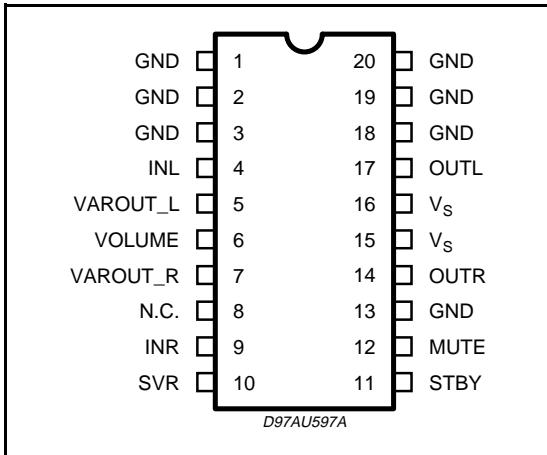 GND 1 20 GND
GND 2 19 GND
GND 3 18 GND
INL 4 17 OUTL
VAROUT_L 5 16 VS
VOLUME 6 15 VS
VAROUT_R 7 14 OUTR
N.C. 8 13 GND
INR 9 12 MUTE
SVR 10 11 STBY
D97AU597A